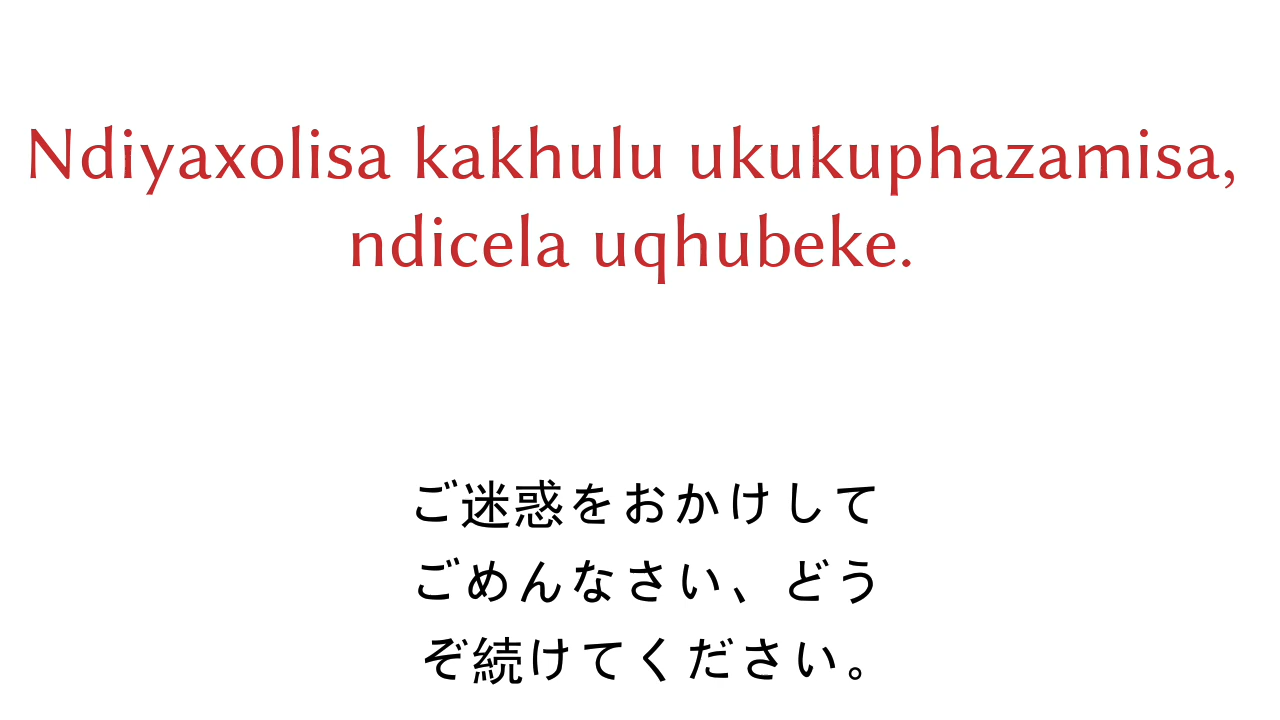 Ndiyaxolisa kakhulu ukukuphazamisa,
ndicela uqhubeke.
ご迷惑をおかけして
ごめんなさい、どう
ぞ続けてください。